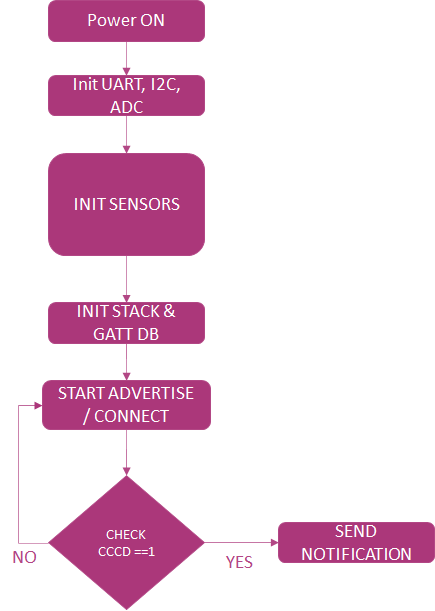 Power ON
Init UART, I2C,
ADC
INIT SENSORS
INIT STACK &
GATT DB
START ADVERTISE
/ CONNECT
CHECK
CCCD ==1
NO
YES
SEND
NOTIFICATION